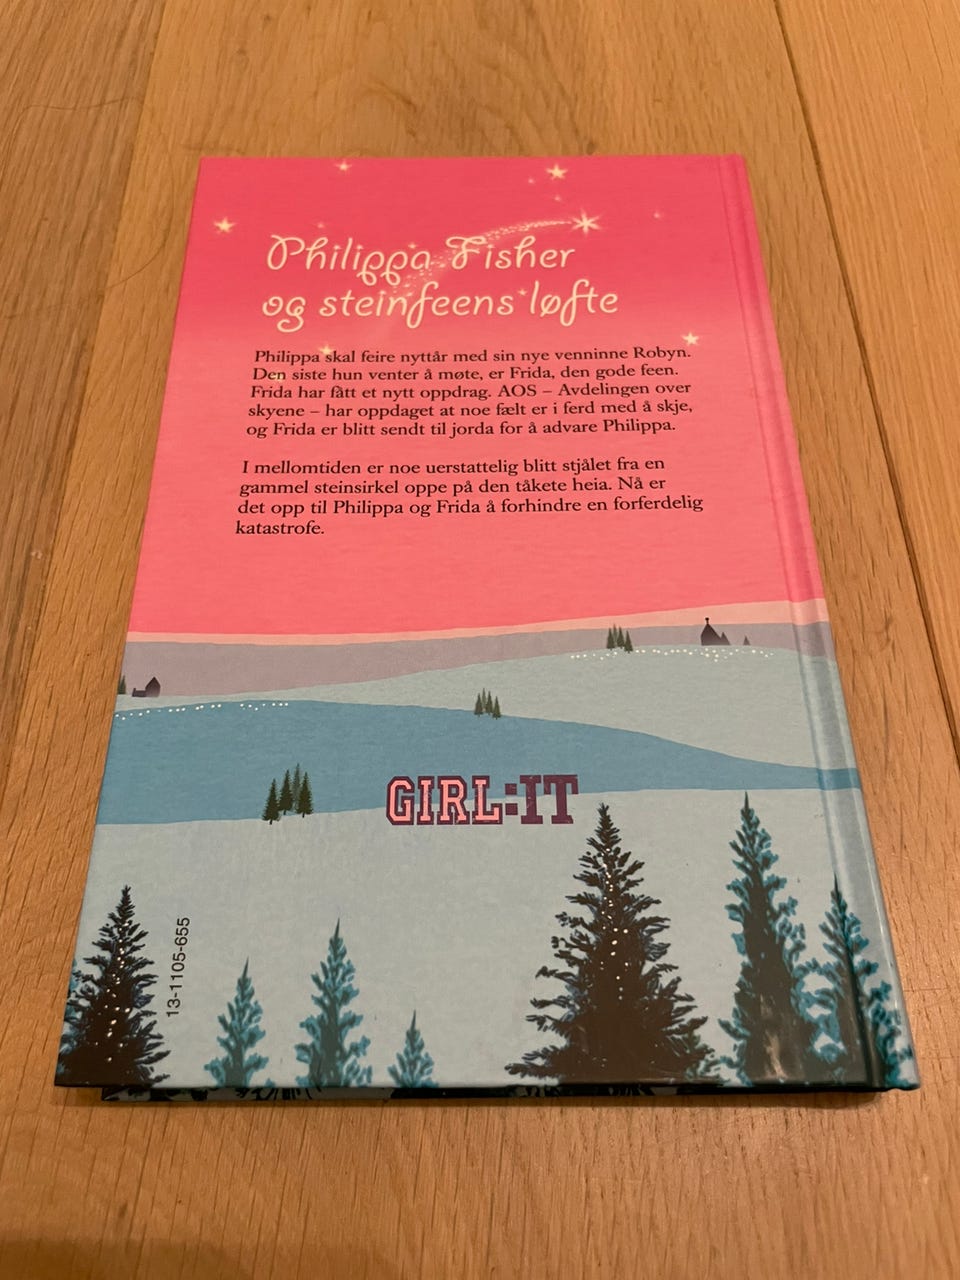 Philippa Fisher
og steinfeens løfte
Philippa skal feire nyttår med sin nye venninne Robyn.
Den siste hun venter å møte, er Frida, den gode feen.
Frida har fått et nytt oppdrag. AOS – Avdelingen over
skyene – har oppdaget at noe fælt er i ferd med å skje,
og Frida er blitt sendt til jorda for å advare Philippa.
I mellomtiden er noe uerstattelig blitt stjålet fra en
gammel steinsirkel oppe på den tåkete heia. Nå er
det opp til Philippa og Frida å forhindre en forferdelig
katastrofe.
GIRL:IT
13-1105-655